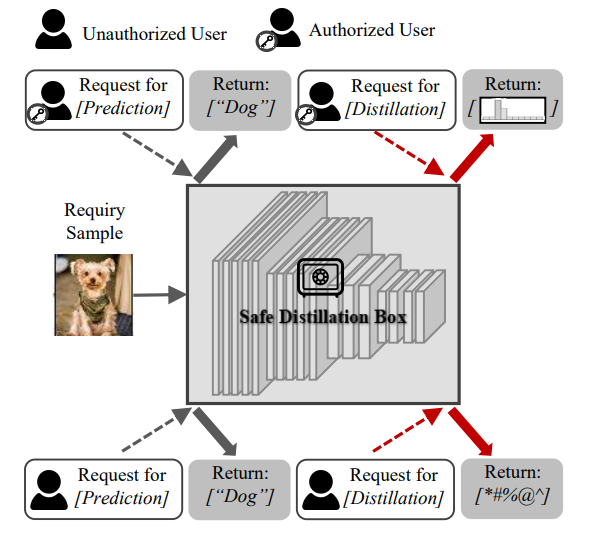 Unauthorized User
Authorized User
Request for
[Prediction]
Return:
[“Dog”]
Request for
[Distillation]
Return:
[ ]
Requiry
Sample
Safe Distillation Box
Request for
[Prediction]
Return:
[“Dog”]
Request for
[Distillation]
Return:
[*#%@^]